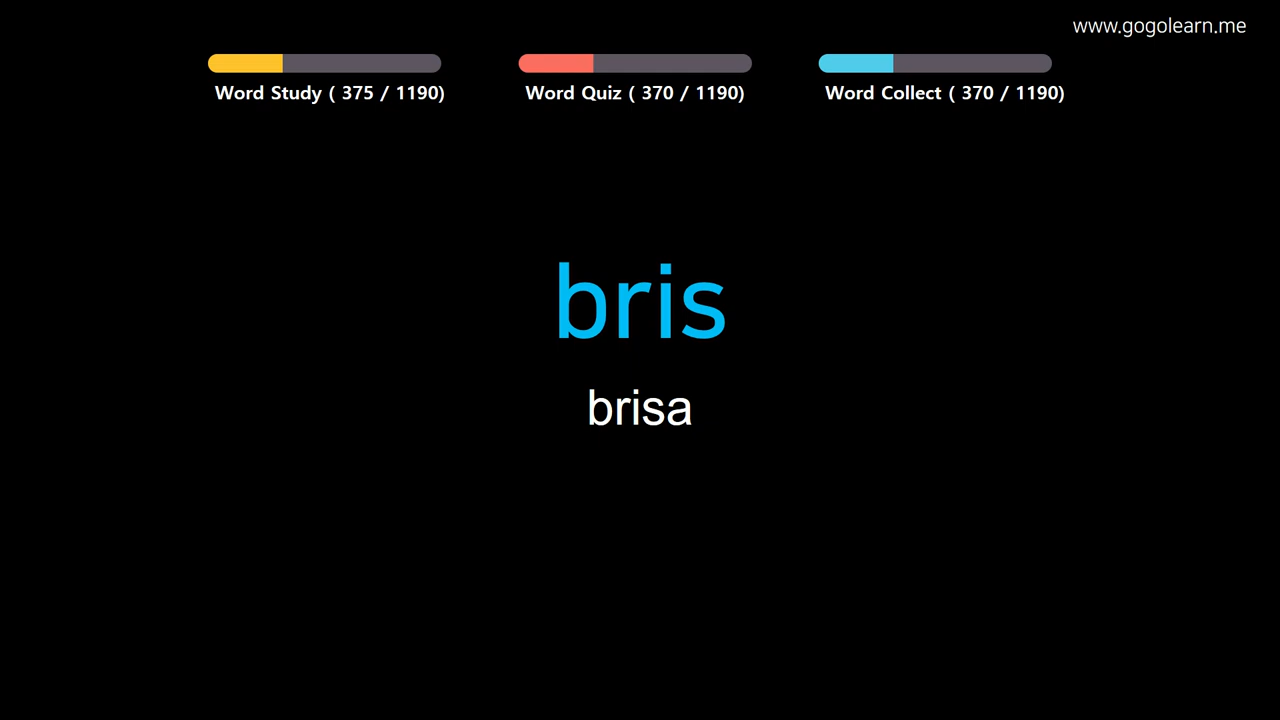 www.gogolearn.me
Word Study ( 375 / 1190)
Word Quiz ( 370 / 1190)
Word Collect ( 370 / 1190)
bris
brisa